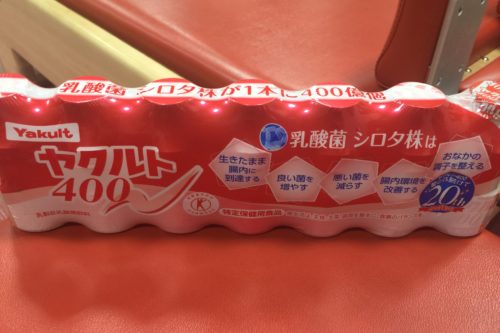 乳酸菌 シロタ株が1本に400億個
Yakult
ヤクルト
400
乳酸菌 シロタ株は
生きたまま
腸内に
到達する
良い菌を
増やす
悪い菌を
減らす
腸内環境を
改善する
おなかの
調子を整える
20th
特定保健用食品